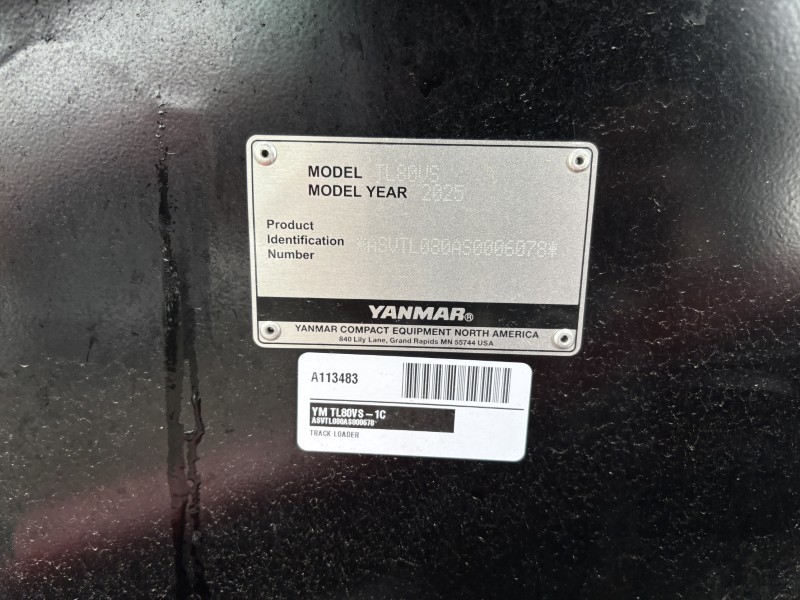 MODEL TL80VS
MODEL YEAR 2025
Product
Identification
Number
*ASVTL080AS0006078*
YANMAR®
YANMAR COMPACT EQUIPMENT NORTH AMERICA
840 Lily Lane, Grand Rapids MN 55744 USA
A113483
YM TL80VS-1C
TRACK LOADER